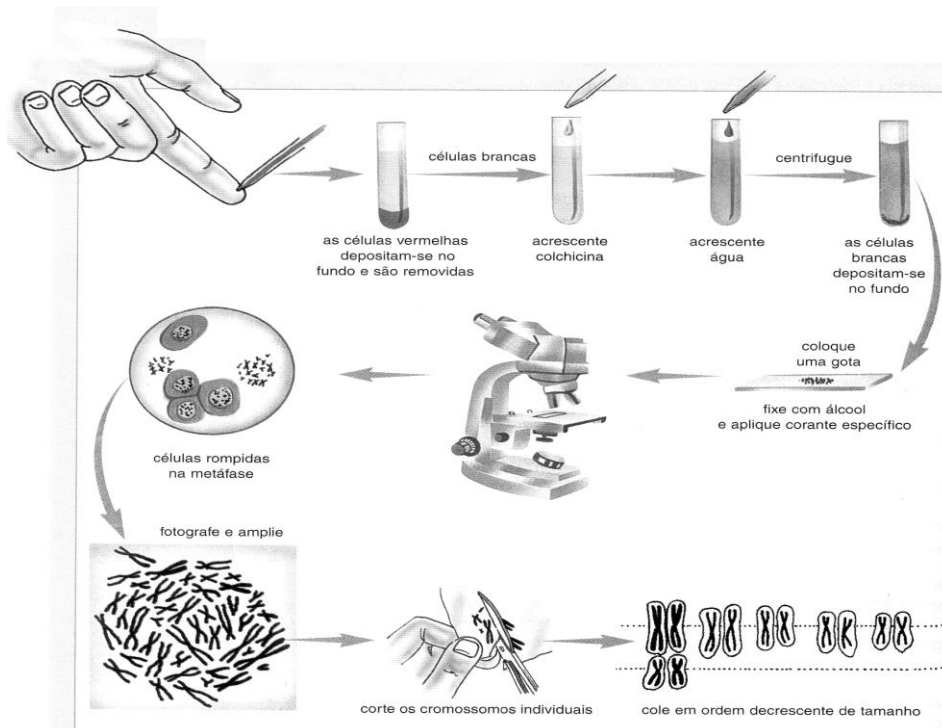 células brancas
centrifugue
as células vermelhas
depositam-se no
fundo e são removidas
acrescente
colchicina
acrescente
água
as células
brancas
depositam-se
no fundo
coloque
uma gota
fixe com álcool
e aplique corante específico
células rompidas
na metáfase
fotografe e amplie
corte os cromossomos individuais
cole em ordem decrescente de tamanho